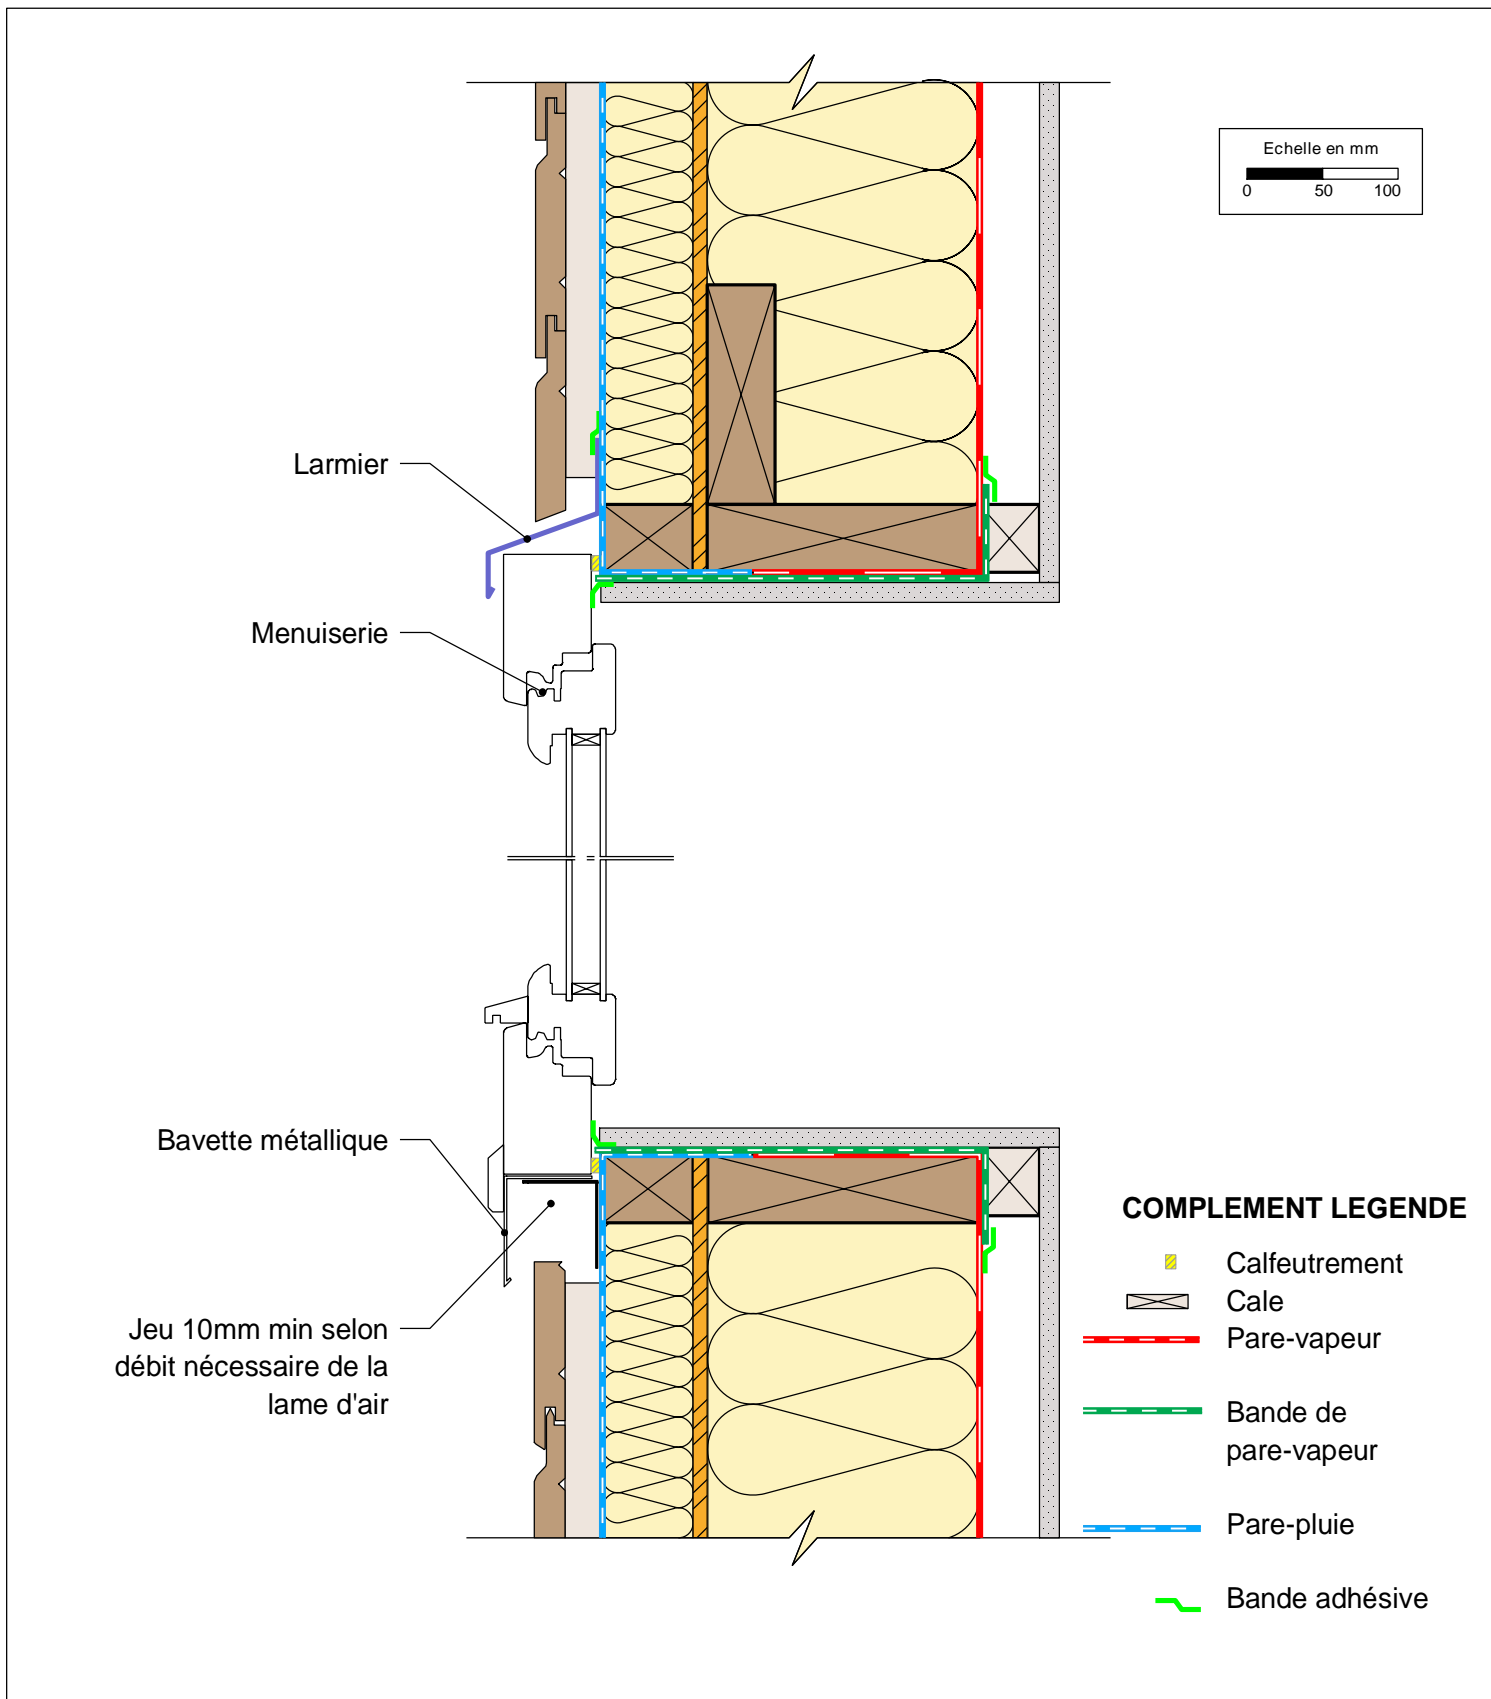 Echelle en mm
0 50 100
Larmier
Menuiserie
Bavette métallique
Jeu 10mm min selon
débit nécessaire de la
lame d'air
COMPLEMENT LEGENDE
Calfeutrement
Cale
Pare-vapeur
Bande de
pare-vapeur
Pare-pluie
Bande adhésive